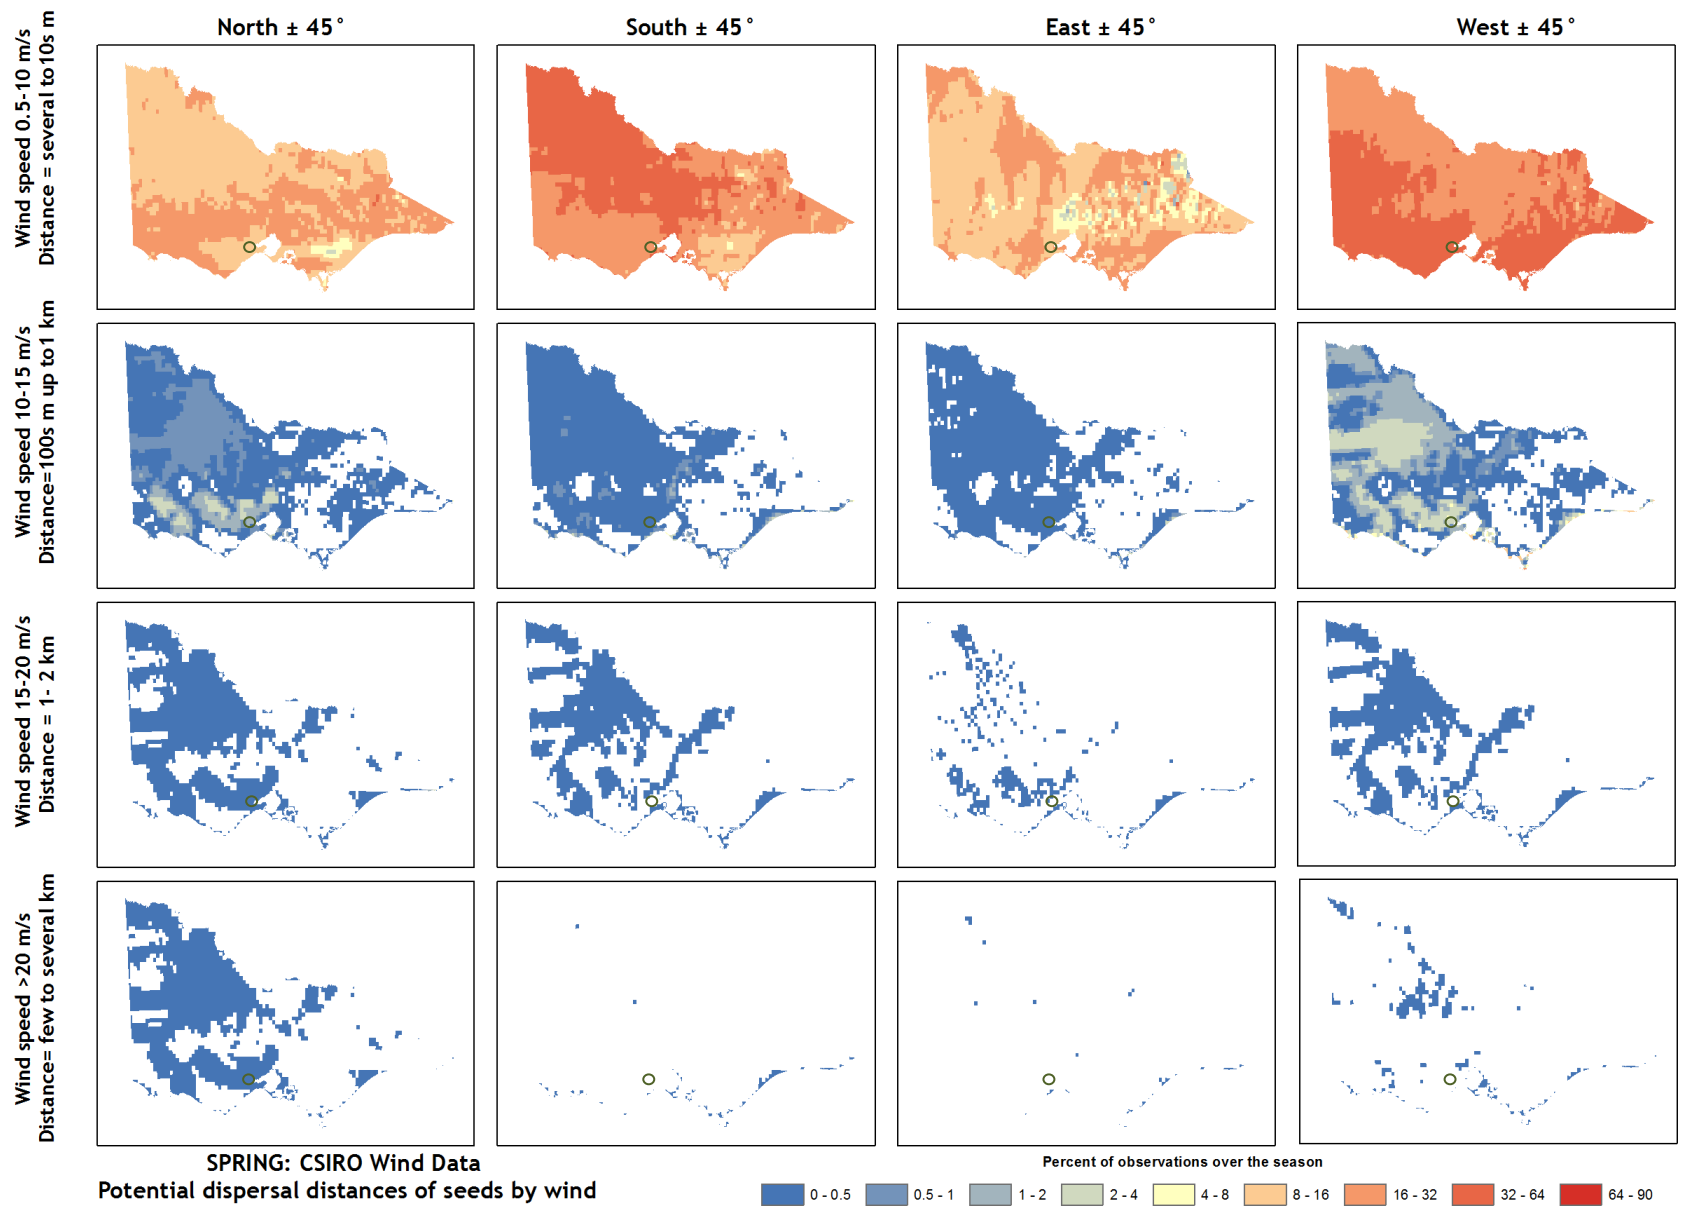 North ± 45°
South ± 45°
East ± 45°
West ± 45°
Wind speed 0.5-10 m/s
Distance = several to10s m
Wind speed 10-15 m/s
Distance=100s m up to1 km
Wind speed 15-20 m/s
Distance = 1- 2 km
Wind speed >20 m/s
Distance= few to several km
SPRING: CSIRO Wind Data
Potential dispersal distances of seeds by wind
Percent of observations over the season
0 - 0.5
0.5 - 1
1 - 2
2 - 4
4 - 8
8 - 16
16 - 32
32 - 64
64 - 90